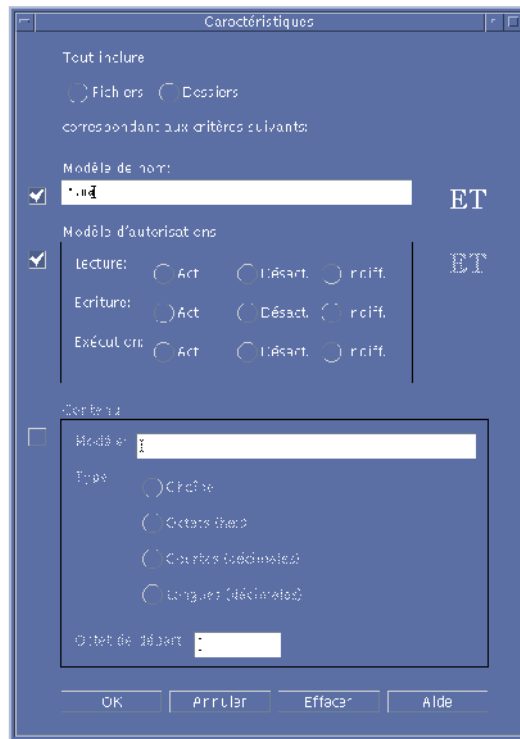 Caractéristiques
Tout inclure
Fichiers Dossiers
correspondant aux critères suivants:
Modèle de nom:
ET
Modèle d'autorisations
ET
Lecture: Act Désact. Indiff.
Ecriture: Act Désact. Indiff.
Exécution: Act Désact. Indiff.
Contenu
Modèle:
Type
Chaîne
Octets (hex)
Courtes (décimales)
Longues (décimales)
Octet de départ
OK Annuler Effacer Aide